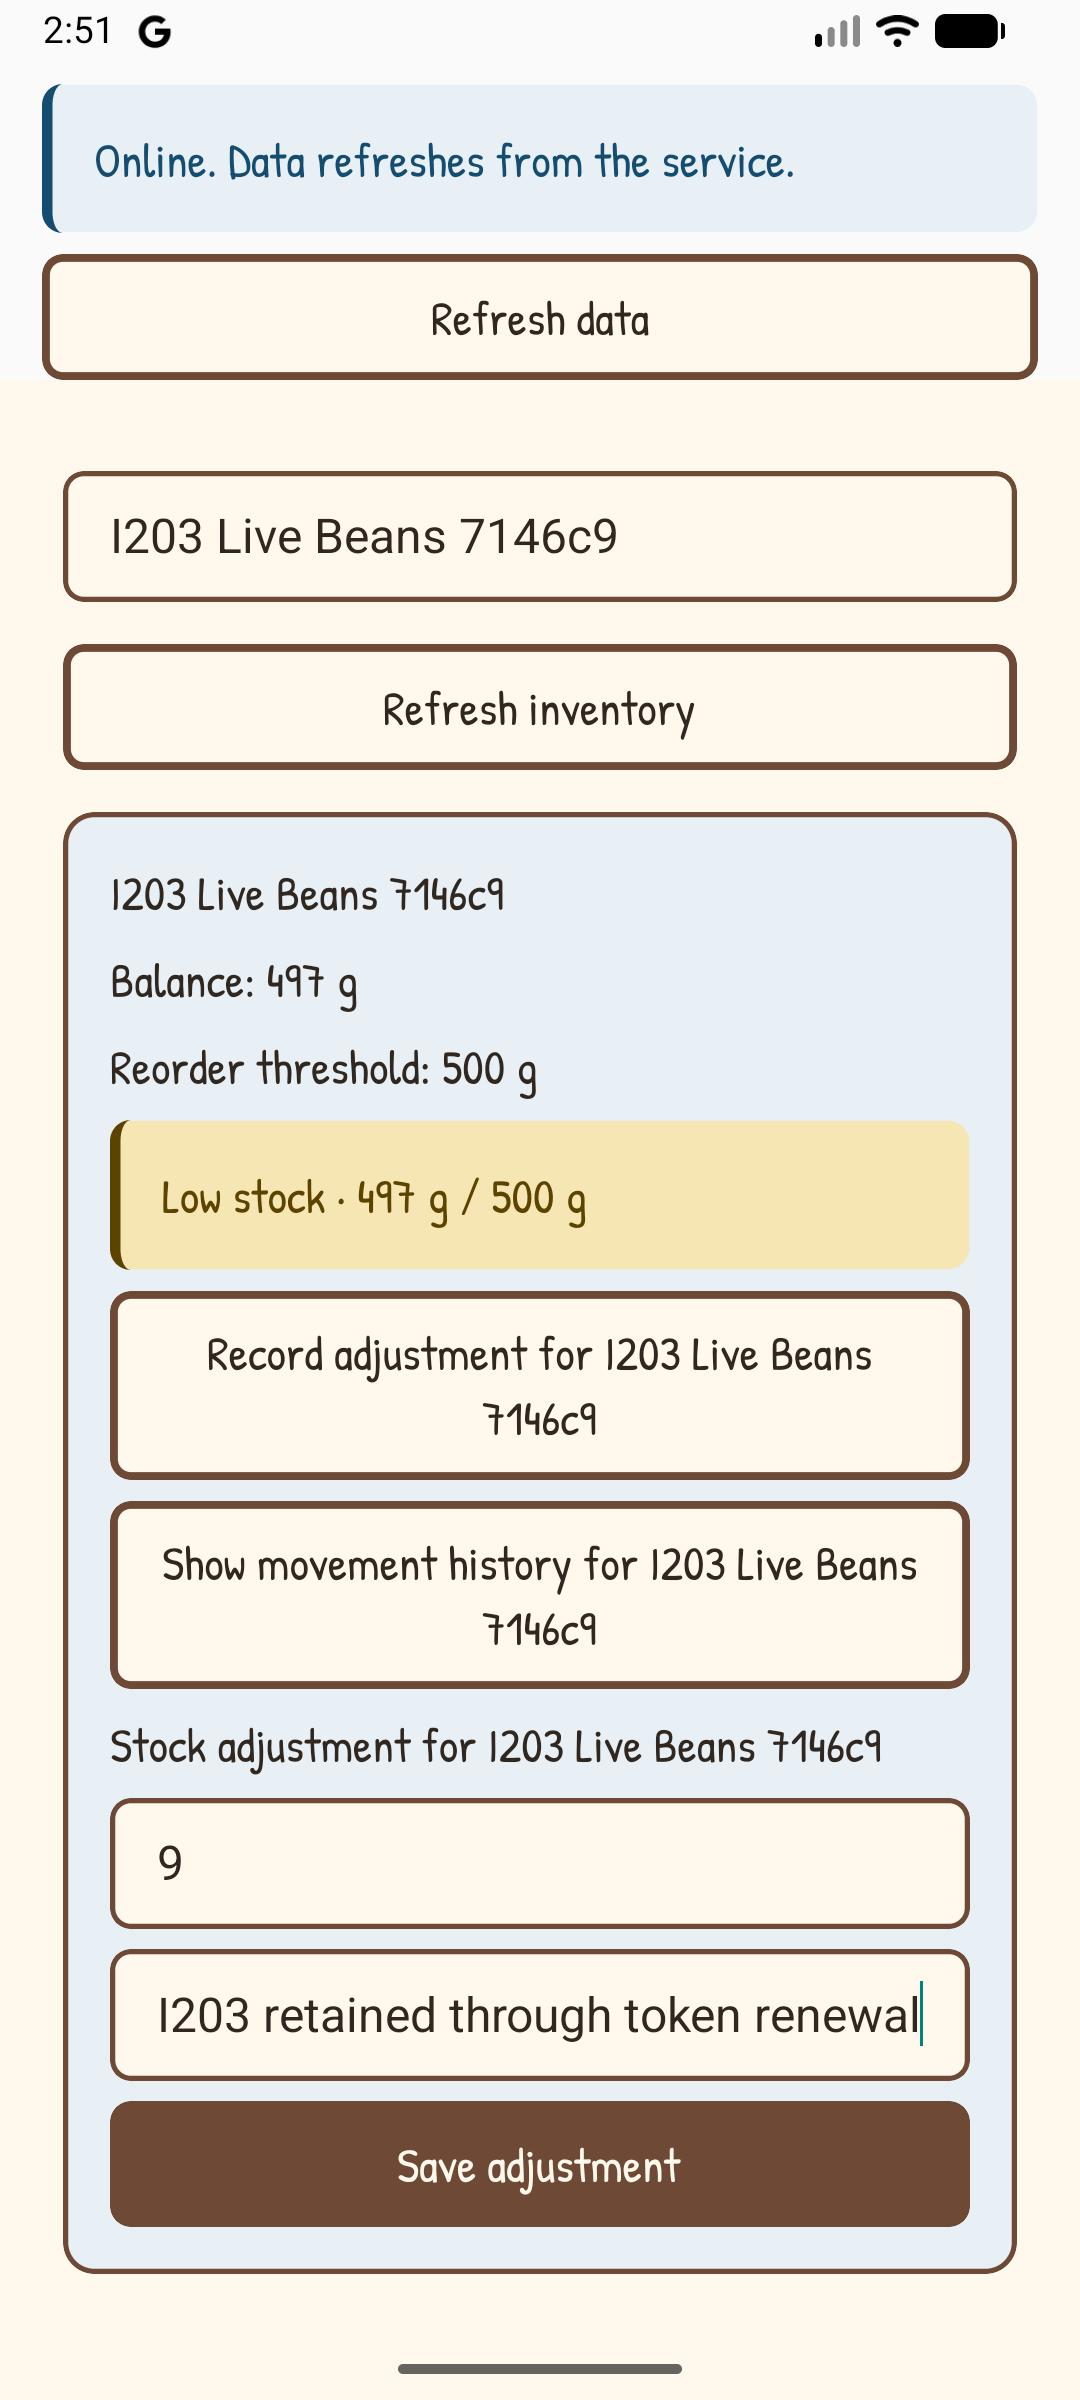 2:51 G
Online. Data refreshes from the service.
Refresh data
I203 Live Beans 7146c9
Refresh inventory
I203 Live Beans 7146c9
Balance: 497 g
Reorder threshold: 500 g
Low stock · 497 g / 500 g
Record adjustment for I203 Live Beans
7146c9
Show movement history for I203 Live Beans
7146c9
Stock adjustment for I203 Live Beans 7146c9
9
I203 retained through token renewal
Save adjustment